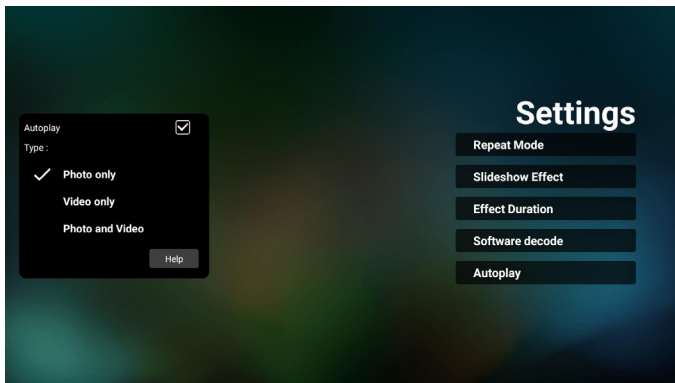 Autoplay
Type :
Photo only
Video only
Photo and Video
Help
Settings
Repeat Mode
Slideshow Effect
Effect Duration
Software decode
Autoplay